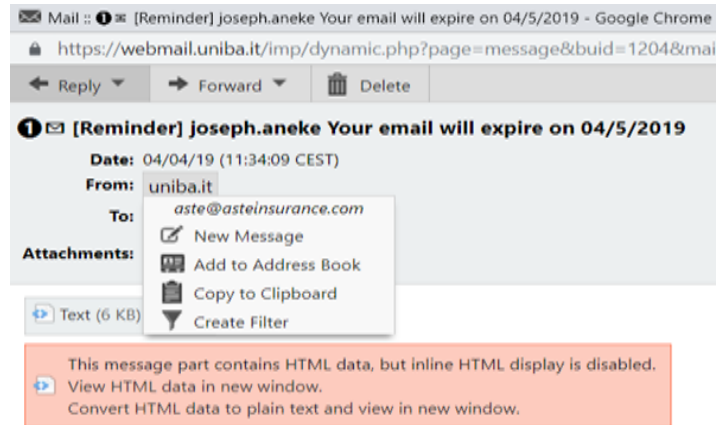 Mail :: ❶✉ [Reminder] joseph.aneke Your email will expire on 04/5/2019 - Google Chrome
https://webmail.uniba.it/imp/dynamic.php?page=message&buid=1204&mai
Reply Forward Delete
❶✉ [Reminder] joseph.aneke Your email will expire on 04/5/2019
Date: 04/04/19 (11:34:09 CEST)
From: uniba.it
aste@asteinsurance.com
To:
New Message
Attachments:
Add to Address Book
Copy to Clipboard
Text (6 KB)
Create Filter
This message part contains HTML data, but inline HTML display is disabled.
View HTML data in new window.
Convert HTML data to plain text and view in new window.